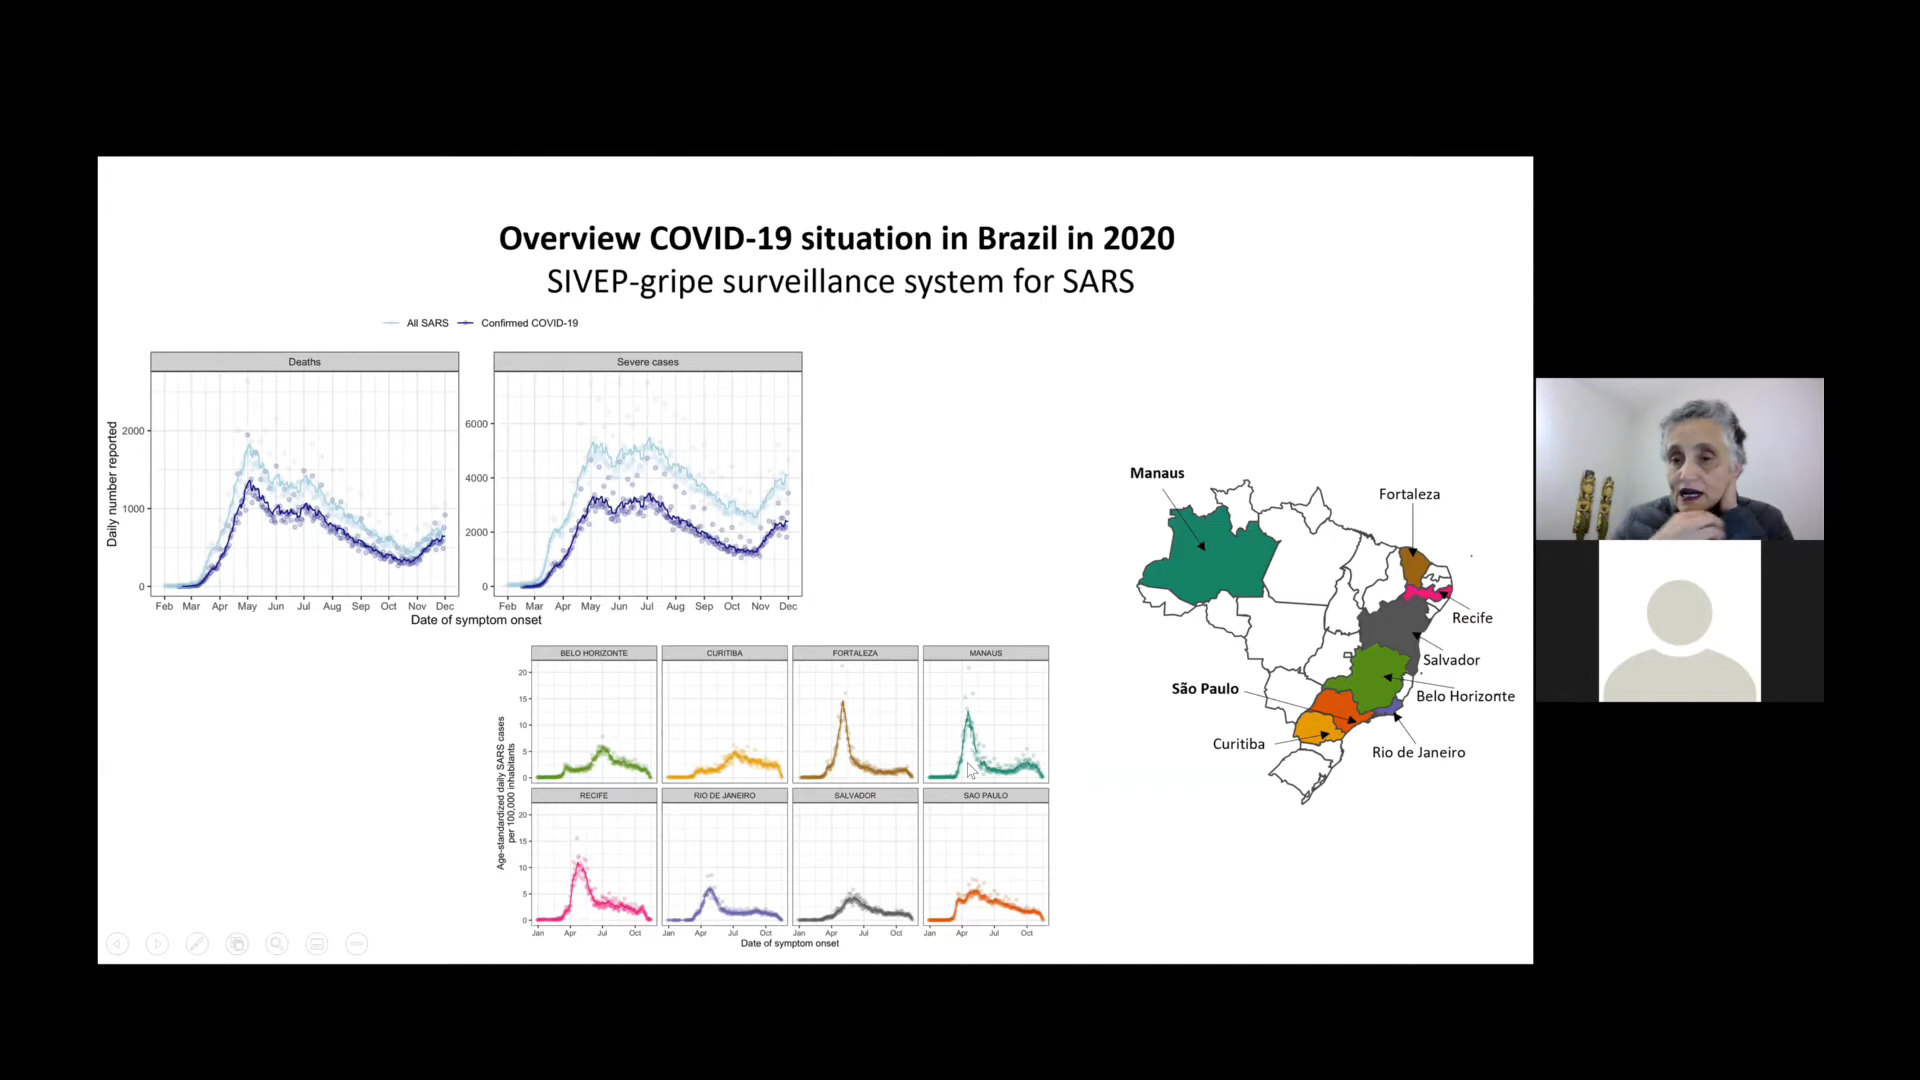 Overview COVID-19 situation in Brazil in 2020
SIVEP-gripe surveillance system for SARS
All SARS
Confirmed COVID-19
Deaths
Severe cases
Daily number reported
2000
1000
0
6000
4000
2000
0
Feb Mar Apr May Jun Jul Aug Sep Oct Nov Dec
Feb Mar Apr May Jun Jul Aug Sep Oct Nov Dec
Date of symptom onset
BELO HORIZONTE
CURITIBA
FORTALEZA
MANAUS
Age-standardized daily SARS cases
per 100,000 inhabitants
20
15
10
5
0
RECIFE
RIO DE JANEIRO
SALVADOR
SAO PAULO
20
15
10
5
0
Jan Apr Jul Oct
Jan Apr Jul Oct
Jan Apr Jul Oct
Jan Apr Jul Oct
Date of symptom onset
Manaus
Fortaleza
Recife
Salvador
São Paulo
Belo Horizonte
Curitiba
Rio de Janeiro